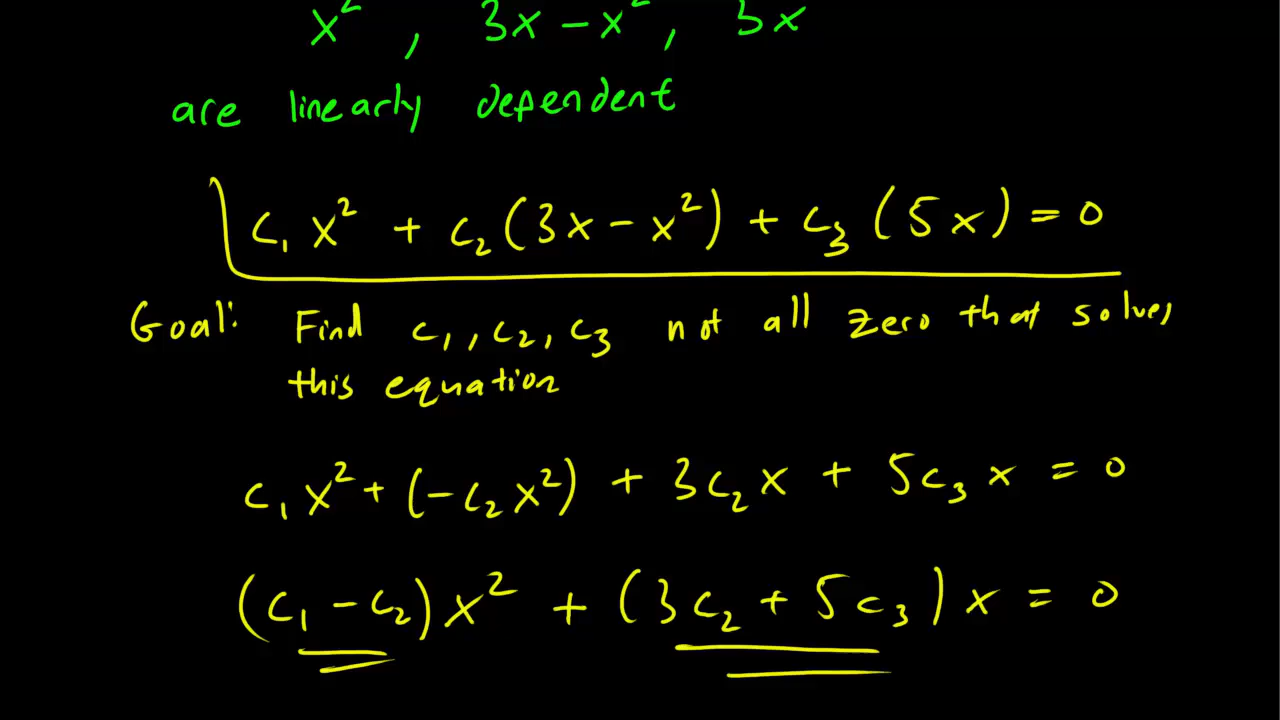 x², 3x – x², 5x
are linearly dependent
c₁x² + c₂(3x – x²) + c₃(5x) = 0
Goal: Find c₁, c₂, c₃ not all zero that solves
this equation
c₁x² + (–c₂x²) + 3c₂x + 5c₃x = 0
(c₁ – c₂)x² + (3c₂ + 5c₃)x = 0